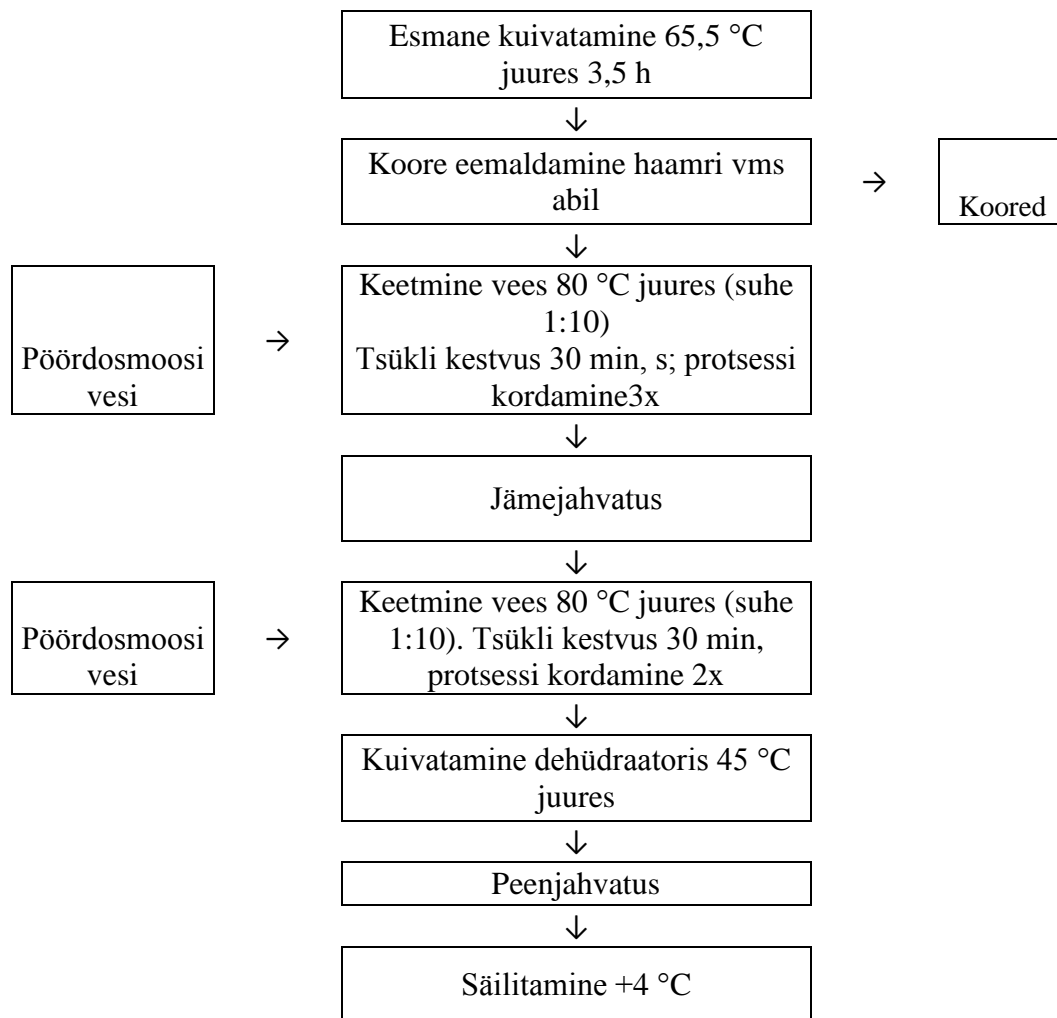 Esmane kuivatamine 65,5 °C
juures 3,5 h
↓
Koore eemaldamine haamri vms
abil
→
Koored
↓
Pöördosmoosi
vesi
→
Keetmine vees 80 °C juures (suhe
1:10)
Tsükli kestvus 30 min, s; protsessi
kordamine3x
↓
Jämejahvatus
↓
Pöördosmoosi
vesi
→
Keetmine vees 80 °C juures (suhe
1:10). Tsükli kestvus 30 min,
protsessi kordamine 2x
↓
Kuivatamine dehüdraatoris 45 °C
juures
↓
Peenjahvatus
↓
Säilitamine +4 °C